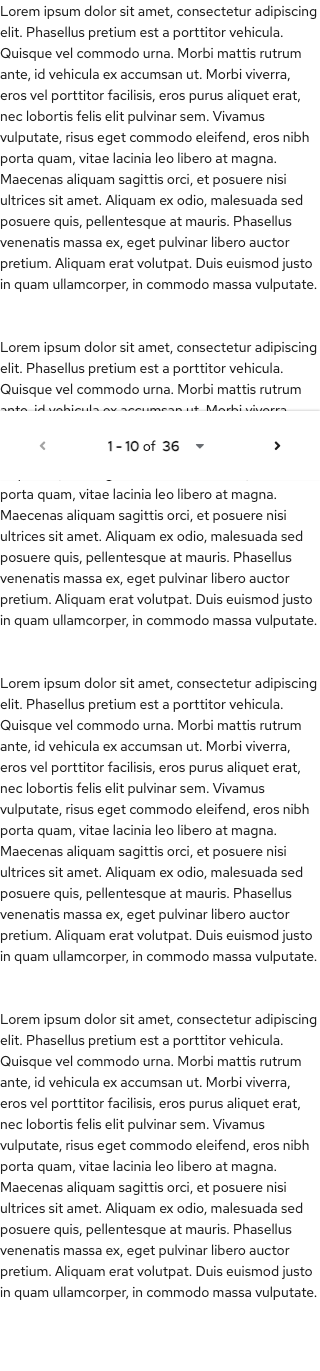 Lorem ipsum dolor sit amet, consectetur adipiscing
elit. Phasellus pretium est a porttitor vehicula.
Quisque vel commodo urna. Morbi mattis rutrum
ante, id vehicula ex accumsan ut. Morbi viverra,
eros vel porttitor facilisis, eros purus aliquet erat,
nec lobortis felis elit pulvinar sem. Vivamus
vulputate, risus eget commodo eleifend, eros nibh
porta quam, vitae lacinia leo libero at magna.
Maecenas aliquam sagittis orci, et posuere nisi
ultrices sit amet. Aliquam ex odio, malesuada sed
posuere quis, pellentesque at mauris. Phasellus
venenatis massa ex, eget pulvinar libero auctor
pretium. Aliquam erat volutpat. Duis euismod justo
in quam ullamcorper, in commodo massa vulputate.
Lorem ipsum dolor sit amet, consectetur adipiscing
elit. Phasellus pretium est a porttitor vehicula.
Quisque vel commodo urna. Morbi mattis rutrum
ante, id vehicula ex accumsan ut. Morbi viverra,
1 - 10 of 36
porta quam, vitae lacinia leo libero at magna.
Maecenas aliquam sagittis orci, et posuere nisi
ultrices sit amet. Aliquam ex odio, malesuada sed
posuere quis, pellentesque at mauris. Phasellus
venenatis massa ex, eget pulvinar libero auctor
pretium. Aliquam erat volutpat. Duis euismod justo
in quam ullamcorper, in commodo massa vulputate.
Lorem ipsum dolor sit amet, consectetur adipiscing
elit. Phasellus pretium est a porttitor vehicula.
Quisque vel commodo urna. Morbi mattis rutrum
ante, id vehicula ex accumsan ut. Morbi viverra,
eros vel porttitor facilisis, eros purus aliquet erat,
nec lobortis felis elit pulvinar sem. Vivamus
vulputate, risus eget commodo eleifend, eros nibh
porta quam, vitae lacinia leo libero at magna.
Maecenas aliquam sagittis orci, et posuere nisi
ultrices sit amet. Aliquam ex odio, malesuada sed
posuere quis, pellentesque at mauris. Phasellus
venenatis massa ex, eget pulvinar libero auctor
pretium. Aliquam erat volutpat. Duis euismod justo
in quam ullamcorper, in commodo massa vulputate.
Lorem ipsum dolor sit amet, consectetur adipiscing
elit. Phasellus pretium est a porttitor vehicula.
Quisque vel commodo urna. Morbi mattis rutrum
ante, id vehicula ex accumsan ut. Morbi viverra,
eros vel porttitor facilisis, eros purus aliquet erat,
nec lobortis felis elit pulvinar sem. Vivamus
vulputate, risus eget commodo eleifend, eros nibh
porta quam, vitae lacinia leo libero at magna.
Maecenas aliquam sagittis orci, et posuere nisi
ultrices sit amet. Aliquam ex odio, malesuada sed
posuere quis, pellentesque at mauris. Phasellus
venenatis massa ex, eget pulvinar libero auctor
pretium. Aliquam erat volutpat. Duis euismod justo
in quam ullamcorper, in commodo massa vulputate.